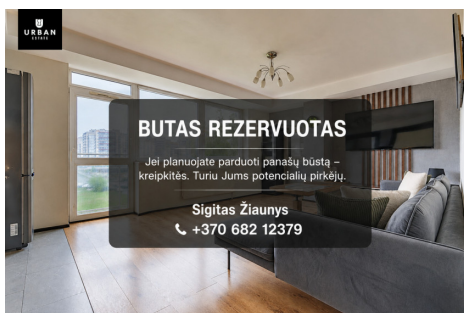 URBAN
ESTATE
BUTAS REZERVUOTAS
Jei planuojate parduoti panašų būstą –
kreipkitės. Turiu Jums potencialių pirkėjų.
Sigitas Žiaunys
+370 682 12379